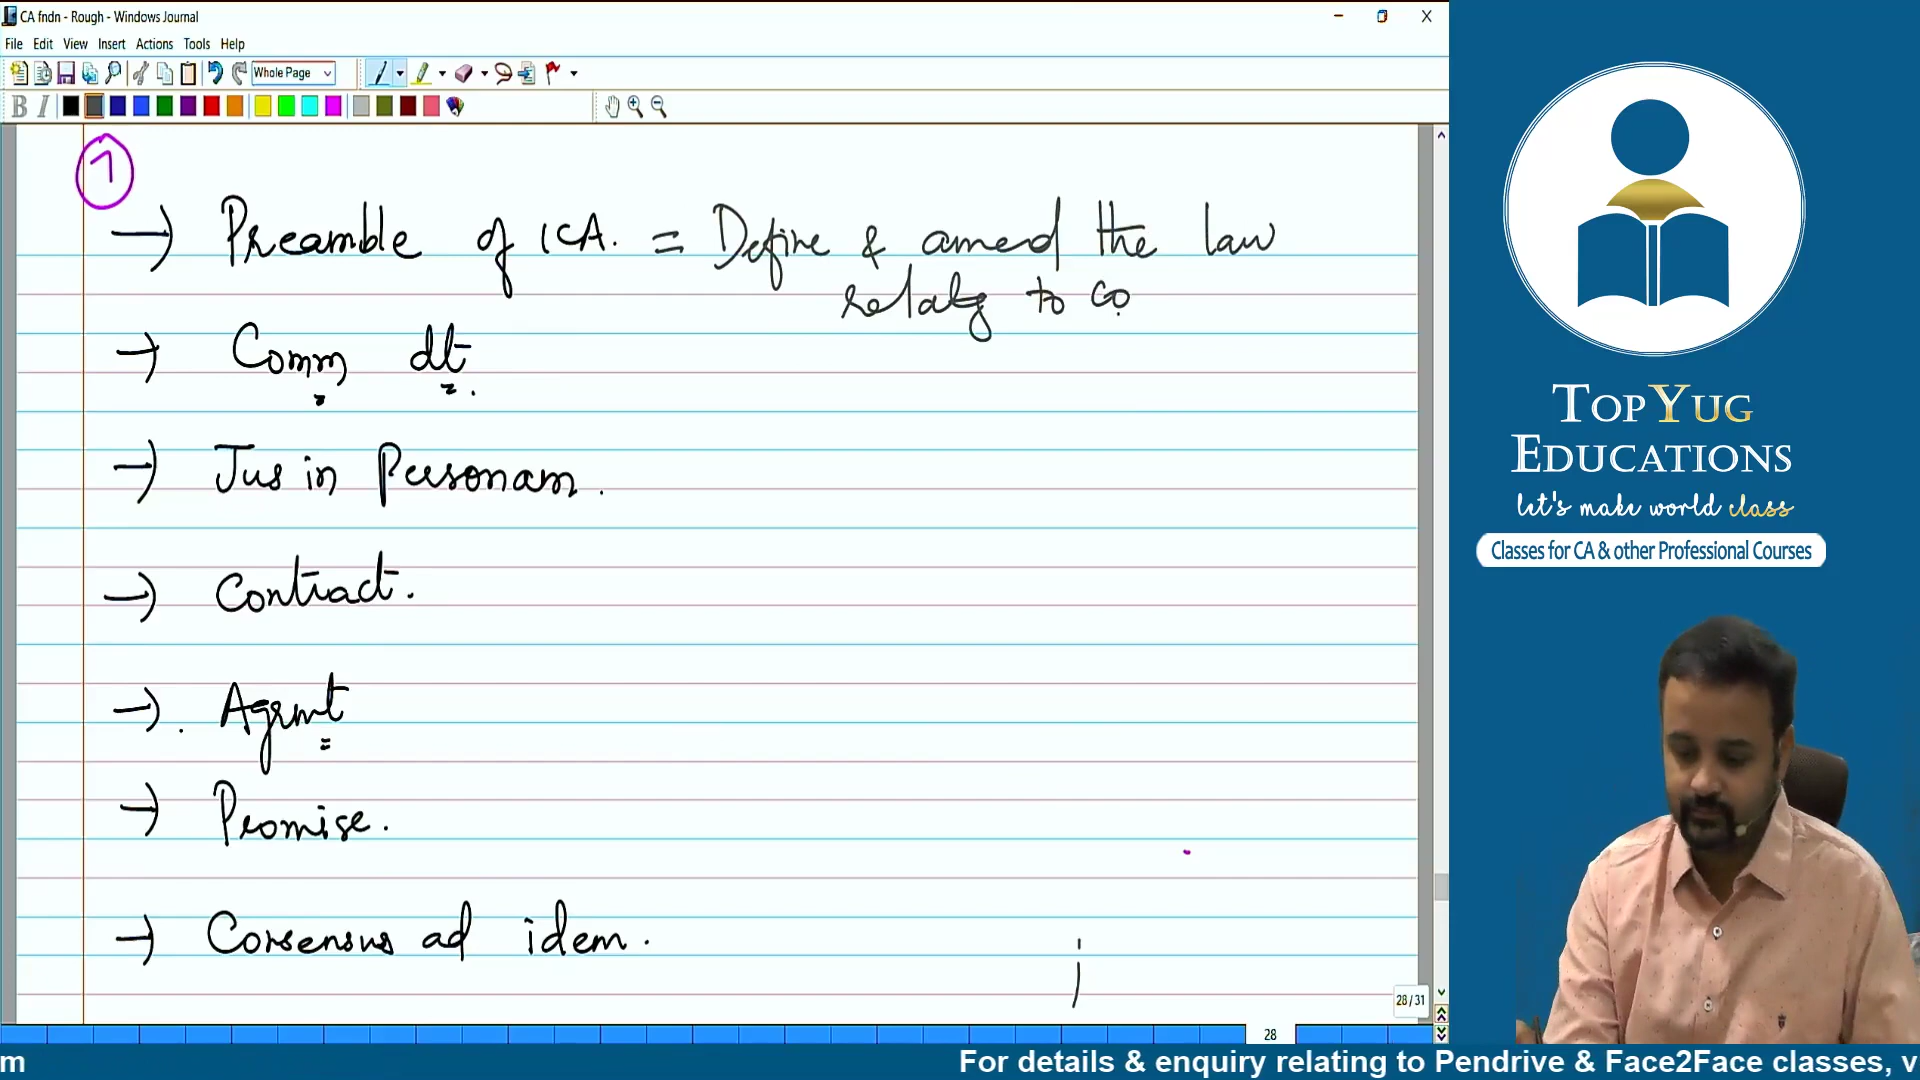 CA fndn - Rough - Windows Journal
File Edit View Insert Actions Tools Help
Whole Page
B I
1
→ Preamble of ICA. = Define & amend the law
relatg to co
→ Comm dt.
→ Jus in Personam.
→ Contract.
→ Agrmt
→ Promise.
→ Consensus ad idem.
28/31
28
TOPYUG
EDUCATIONS
let's make world class
Classes for CA & other Professional Courses
m
For details & enquiry relating to Pendrive & Face2Face classes, v